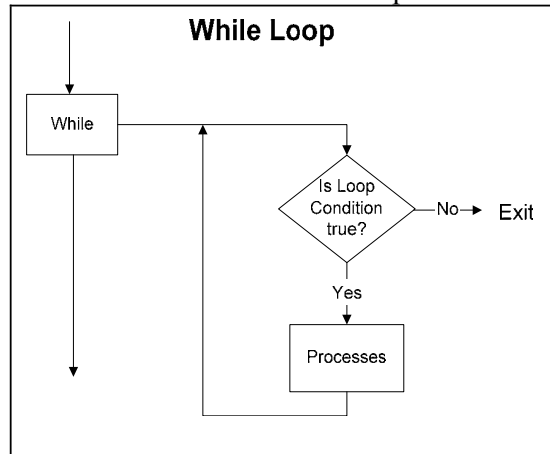 While Loop
While
Is Loop
Condition
true?
No
Exit
Yes
Processes